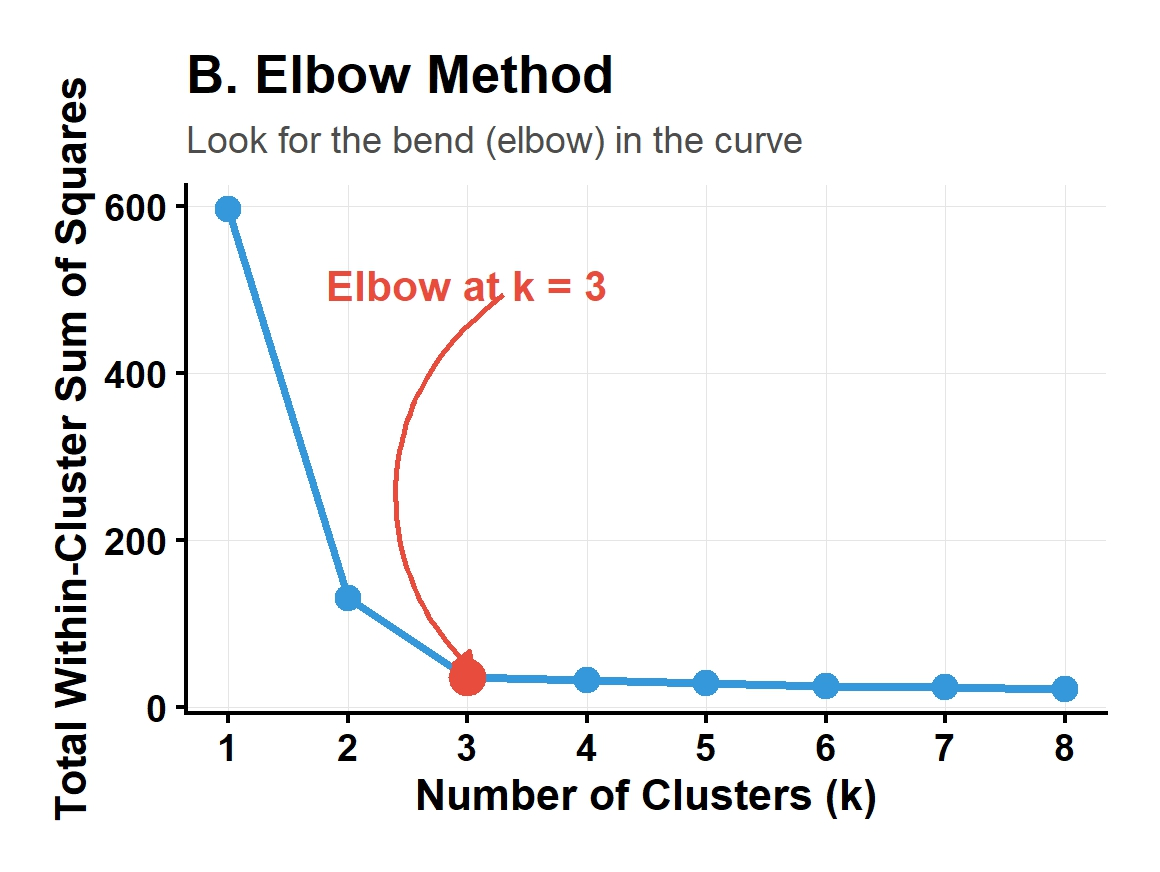 B. Elbow Method
Look for the bend (elbow) in the curve
Total Within-Cluster Sum of Squares
600
400
200
0
Elbow at k = 3
1 2 3 4 5 6 7 8
Number of Clusters (k)